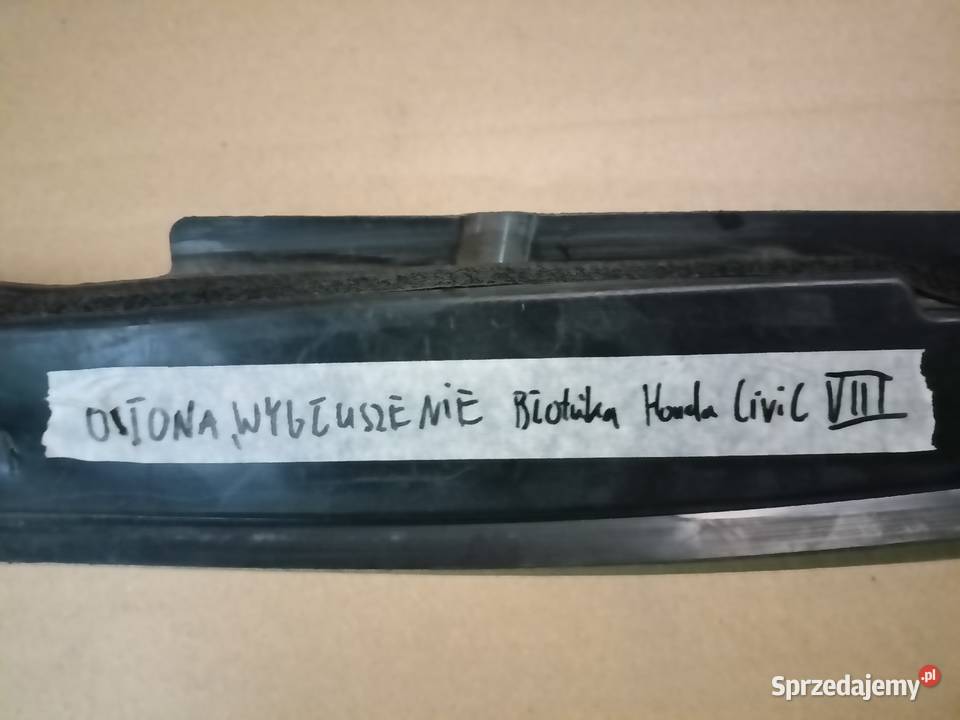 OSŁONA, WYGŁUSZENIE Błotnika Honda Civic VIII
Sprzedajemy.pl